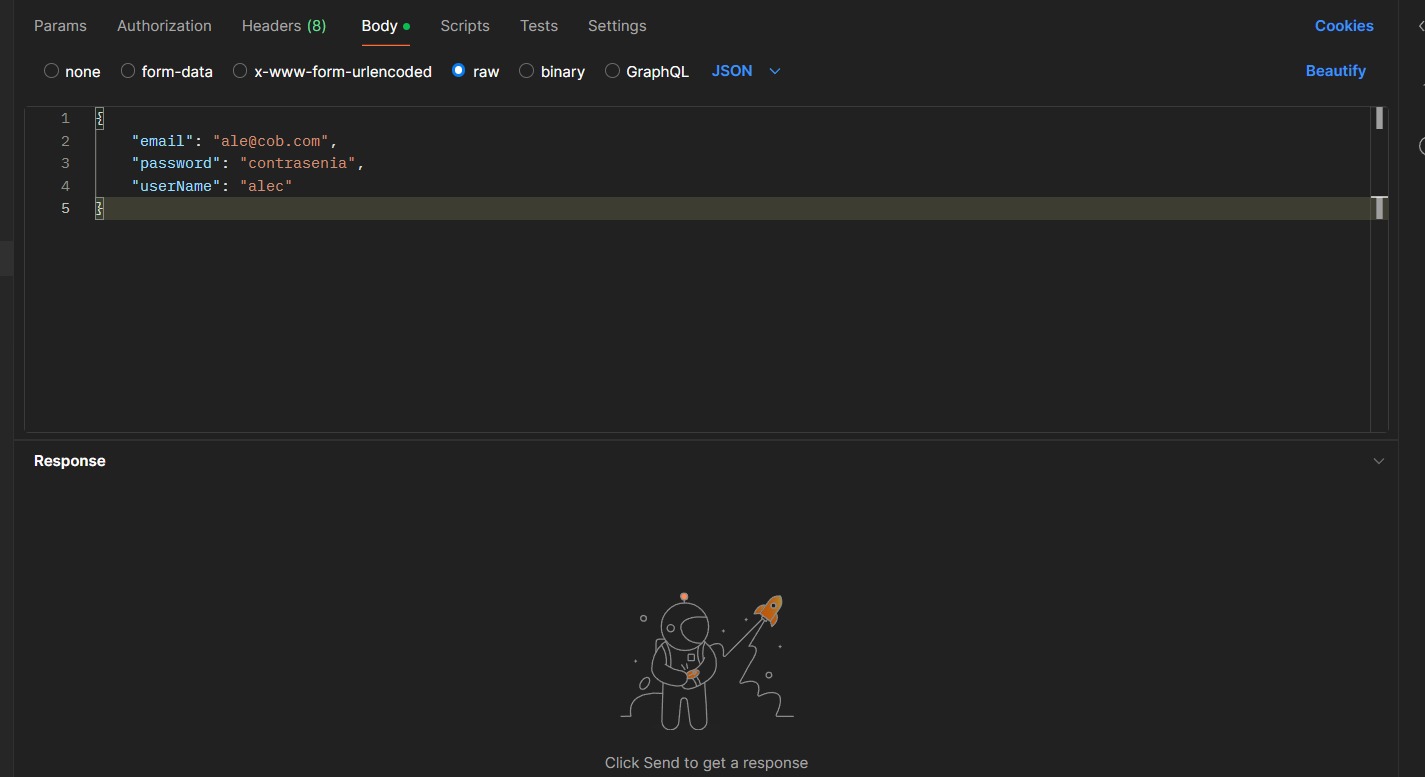 Params Authorization Headers (8) Body Scripts Tests Settings Cookies
none form-data x-www-form-urlencoded raw binary GraphQL JSON Beautify
1 {
2 "email": "ale@cob.com",
3 "password": "contrasenia",
4 "userName": "alec"
5 }
Response
Click Send to get a response